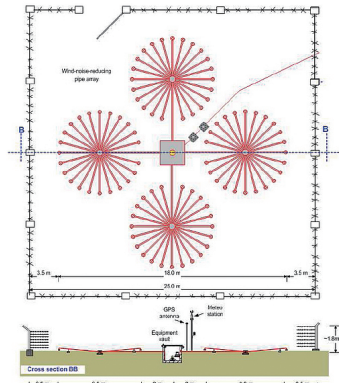 Wind-noise-reducing
pipe array
B
B
3.5 m
18.0 m
3.5 m
25.0 m
GPS
antenna
Meteo
station
Equipment
vault
~1.8m
Cross section BB